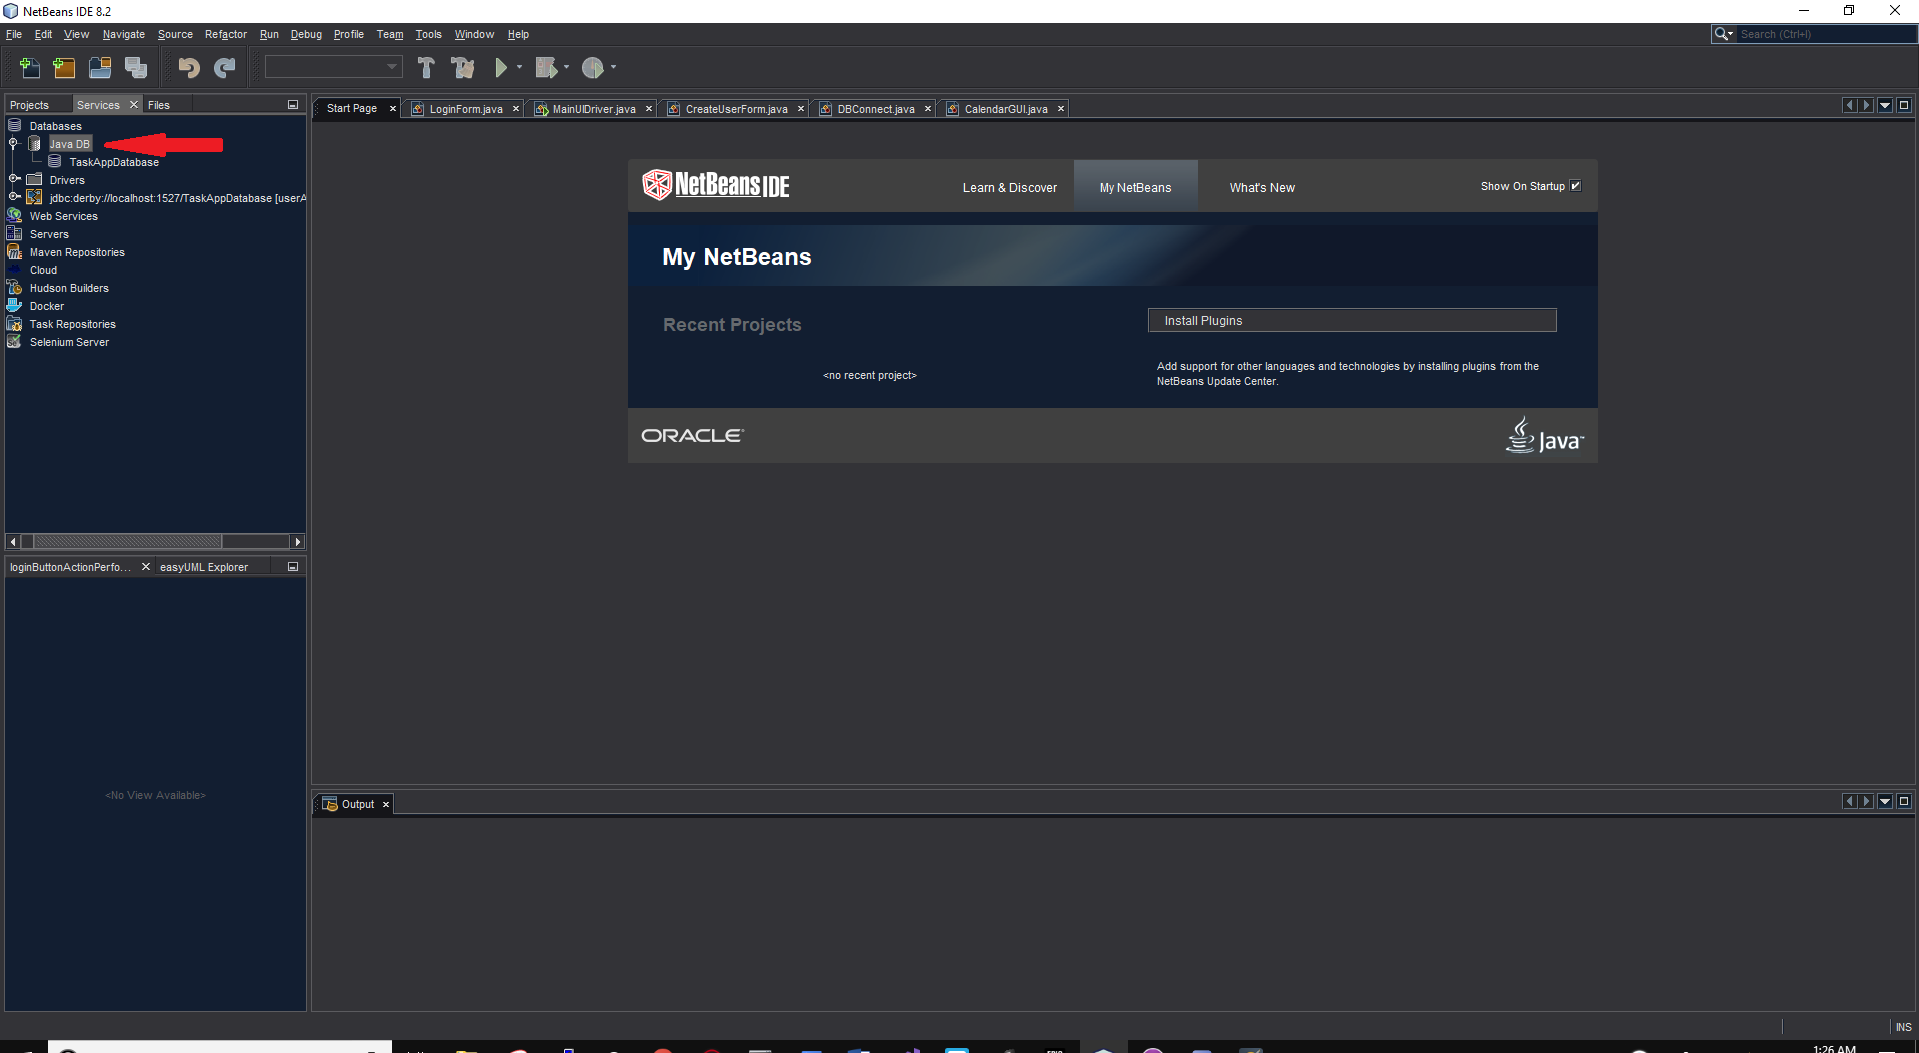 NetBeans IDE 8.2
File Edit View Navigate Source Refactor Run Debug Profile Team Tools Window Help
Search (Ctrl+I)
Projects Services Files
Start Page LoginForm.java MainUIDriver.java CreateUserForm.java DBConnect.java CalendarGUI.java
Databases
Java DB
TaskAppDatabase
Drivers
jdbc:derby://localhost:1527/TaskAppDatabase [userA
Web Services
Servers
Maven Repositories
Cloud
Hudson Builders
Docker
Task Repositories
Selenium Server
NetBeans IDE
Learn & Discover My NetBeans What's New
Show On Startup
My NetBeans
Recent Projects
<no recent project>
Install Plugins
Add support for other languages and technologies by installing plugins from the
NetBeans Update Center.
ORACLE
Java™
loginButtonActionPerfo... easyUML Explorer
<No View Available>
Output
INS
1:26 AM